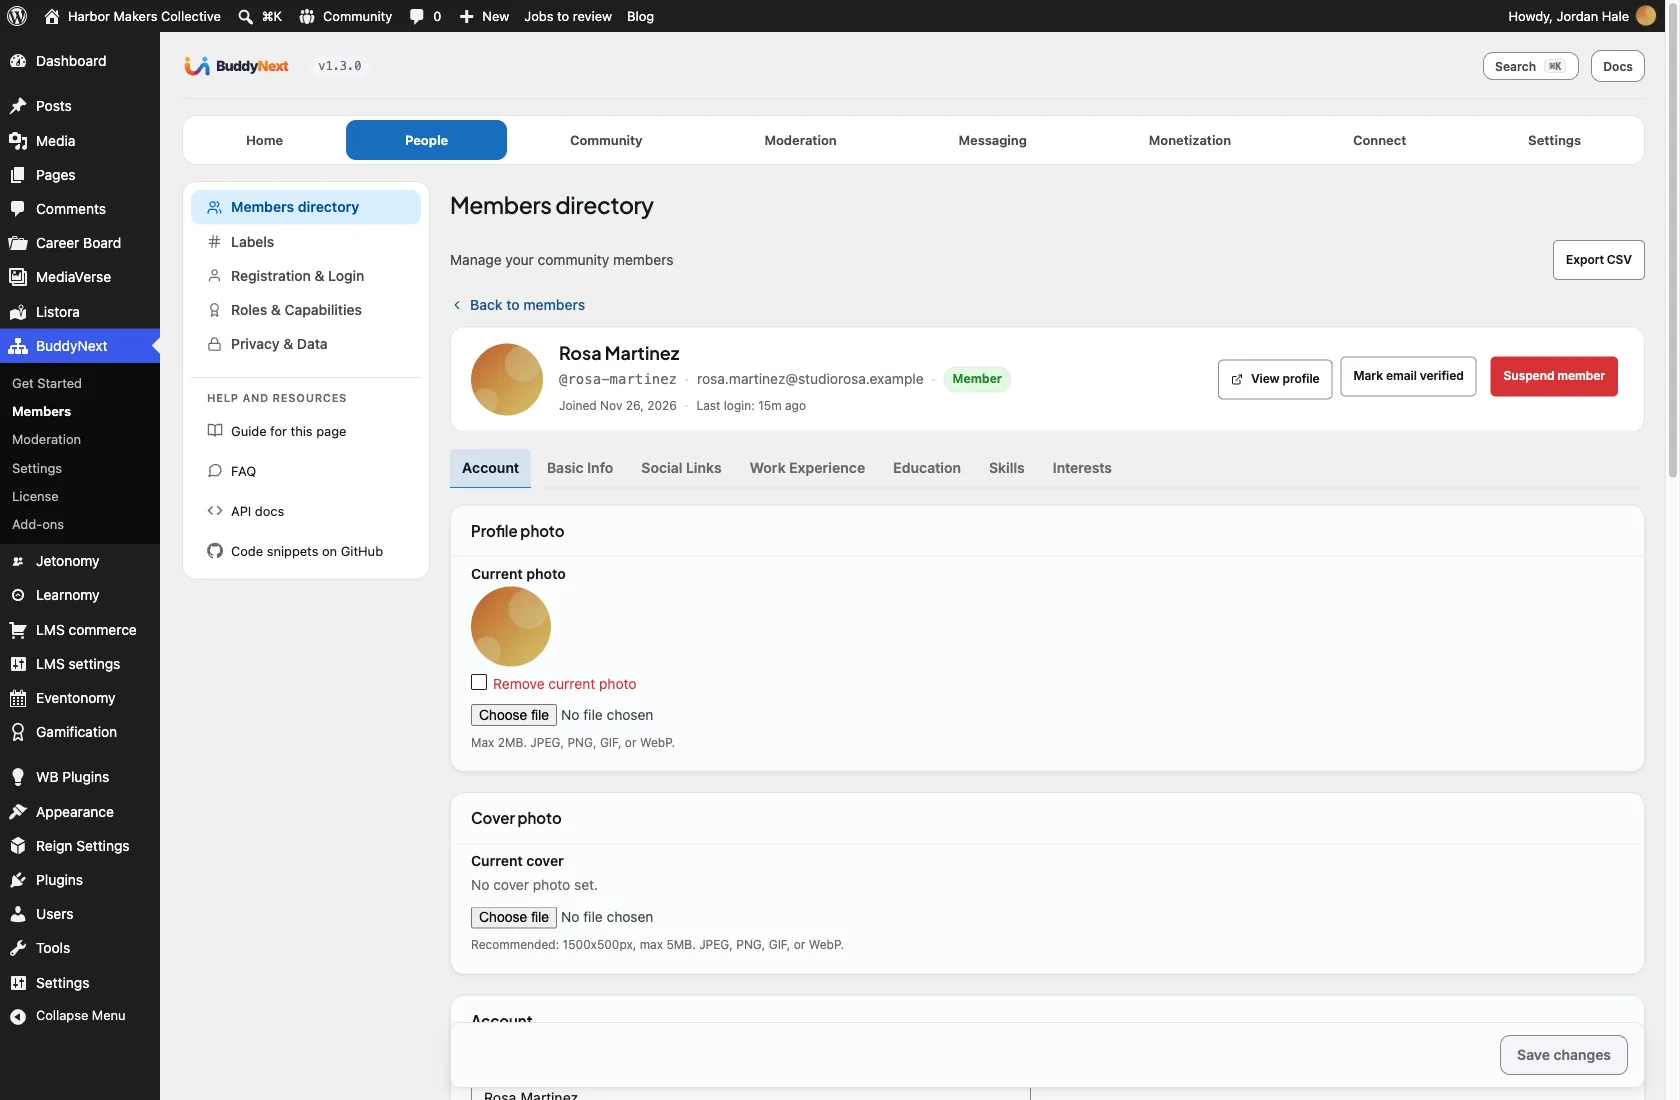 Harbor Makers Collective ⌘K Community 0 New Jobs to review Blog Howdy, Jordan Hale
Dashboard
Posts
Media
Pages
Comments
Career Board
MediaVerse
Listora
BuddyNext
Get Started
Members
Moderation
Settings
License
Add-ons
Jetonomy
Learnomy
LMS commerce
LMS settings
Eventonomy
Gamification
WB Plugins
Appearance
Reign Settings
Plugins
Users
Tools
Settings
Collapse Menu
BuddyNext v1.3.0 Search ⌘K Docs
Home People Community Moderation Messaging Monetization Connect Settings
Members directory
Labels
Registration & Login
Roles & Capabilities
Privacy & Data
HELP AND RESOURCES
Guide for this page
FAQ
API docs
Code snippets on GitHub
Members directory
Manage your community members Export CSV
Back to members
Rosa Martinez
@rosa-martinez · rosa.martinez@studiorosa.example · Member
Joined Nov 26, 2026 · Last login: 15m ago
View profile Mark email verified Suspend member
Account Basic Info Social Links Work Experience Education Skills Interests
Profile photo
Current photo
Remove current photo
Choose file No file chosen
Max 2MB. JPEG, PNG, GIF, or WebP.
Cover photo
Current cover
No cover photo set.
Choose file No file chosen
Recommended: 1500x500px, max 5MB. JPEG, PNG, GIF, or WebP.
Account
Save changes
Rosa Martinez